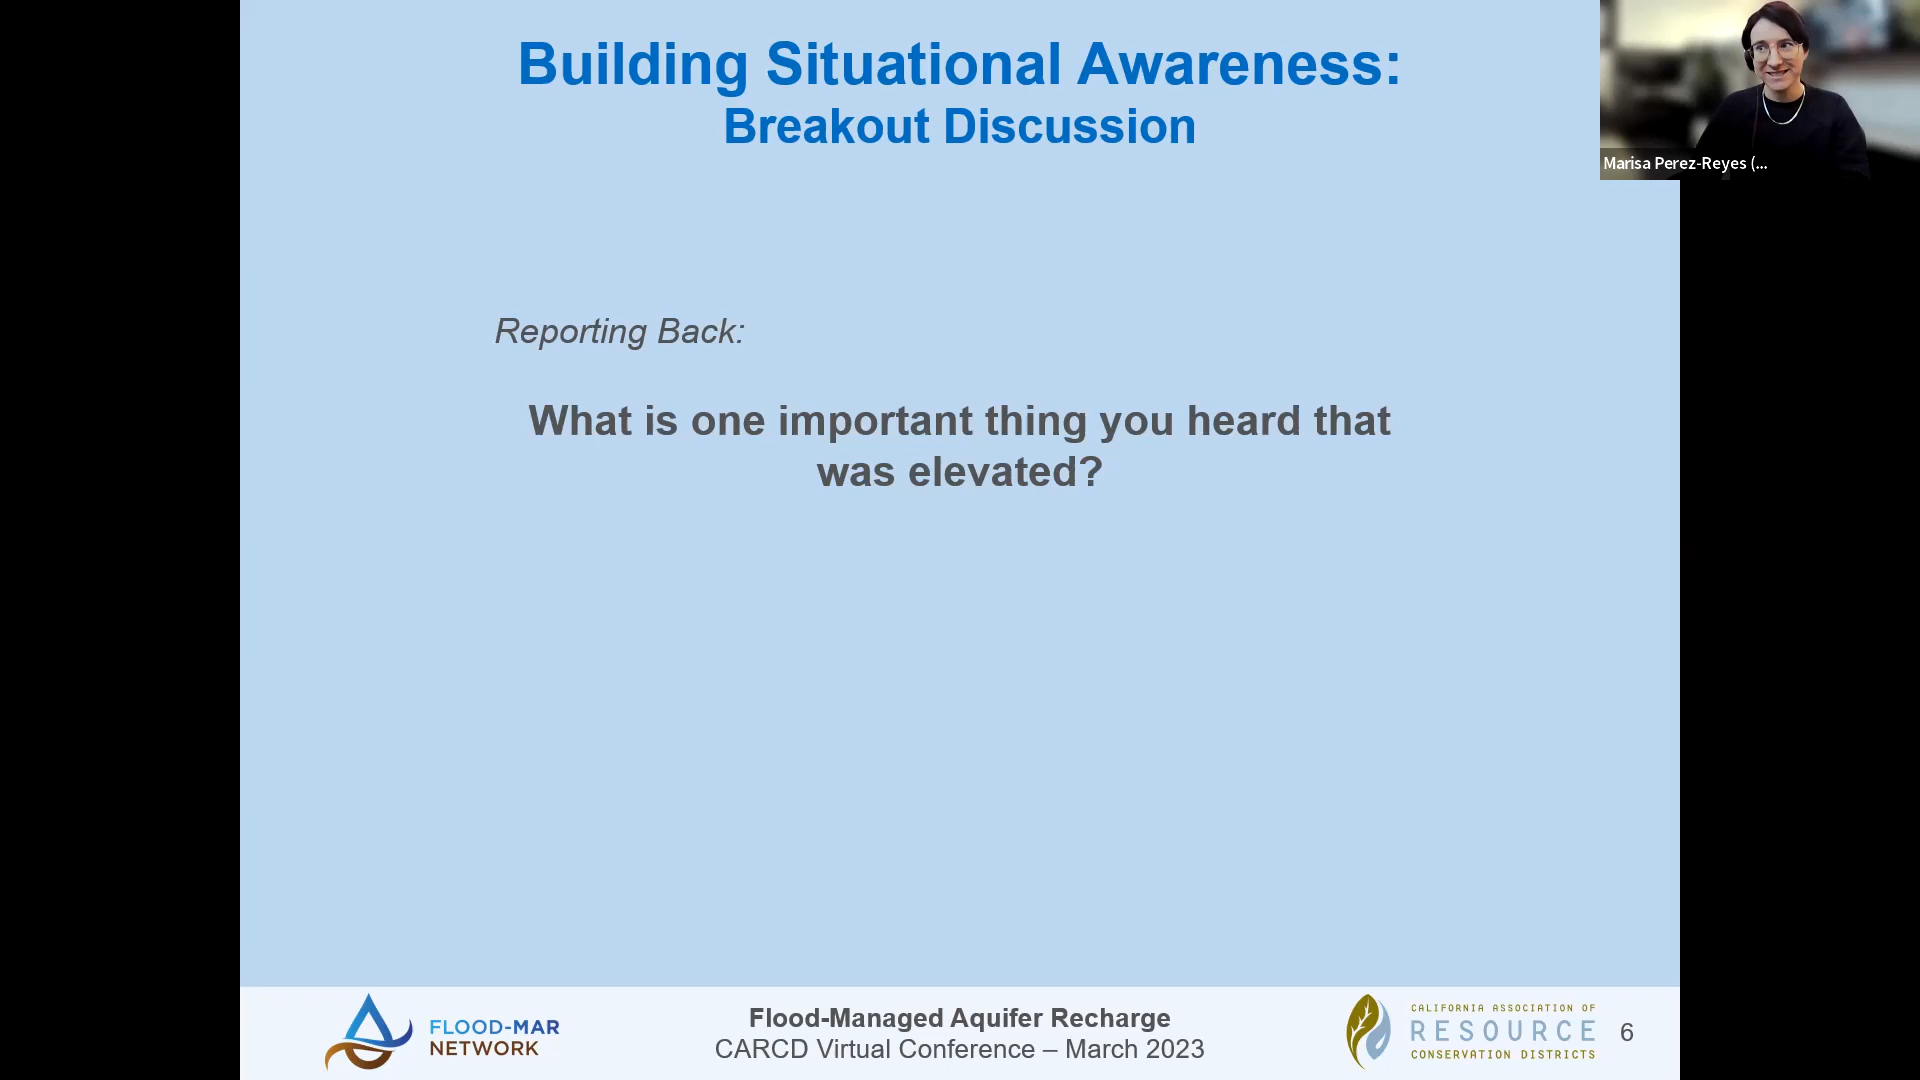 Building Situational Awareness:
Breakout Discussion
Marisa Perez-Reyes (...
Reporting Back:
What is one important thing you heard that
was elevated?
FLOOD-MAR
NETWORK
Flood-Managed Aquifer Recharge
CARCD Virtual Conference – March 2023
CALIFORNIA ASSOCIATION OF
RESOURCE
CONSERVATION DISTRICTS
6